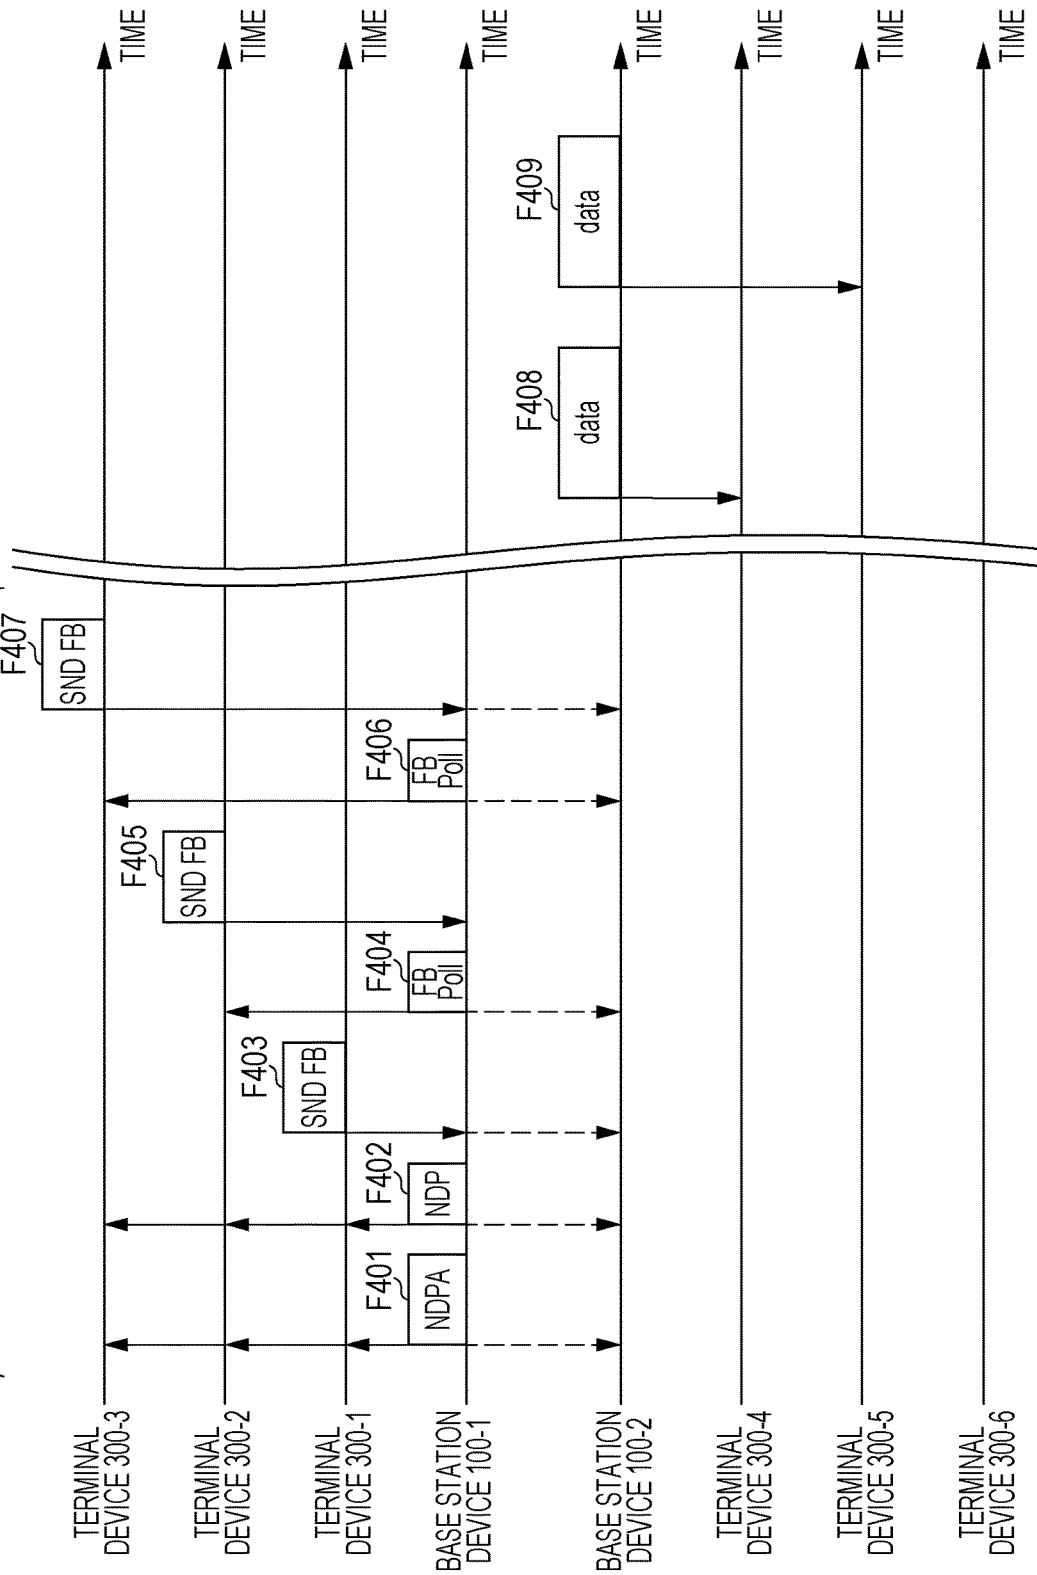 TERMINAL
DEVICE 300-3
TIME
F407
SND FB
TERMINAL
DEVICE 300-2
TIME
F405
SND FB
TERMINAL
DEVICE 300-1
TIME
F403
SND FB
BASE STATION
DEVICE 100-1
TIME
F401
NDPA
F402
NDP
F404
FB
Poll
F406
FB
Poll
BASE STATION
DEVICE 100-2
TIME
F408
data
F409
data
TERMINAL
DEVICE 300-4
TIME
TERMINAL
DEVICE 300-5
TIME
TERMINAL
DEVICE 300-6
TIME